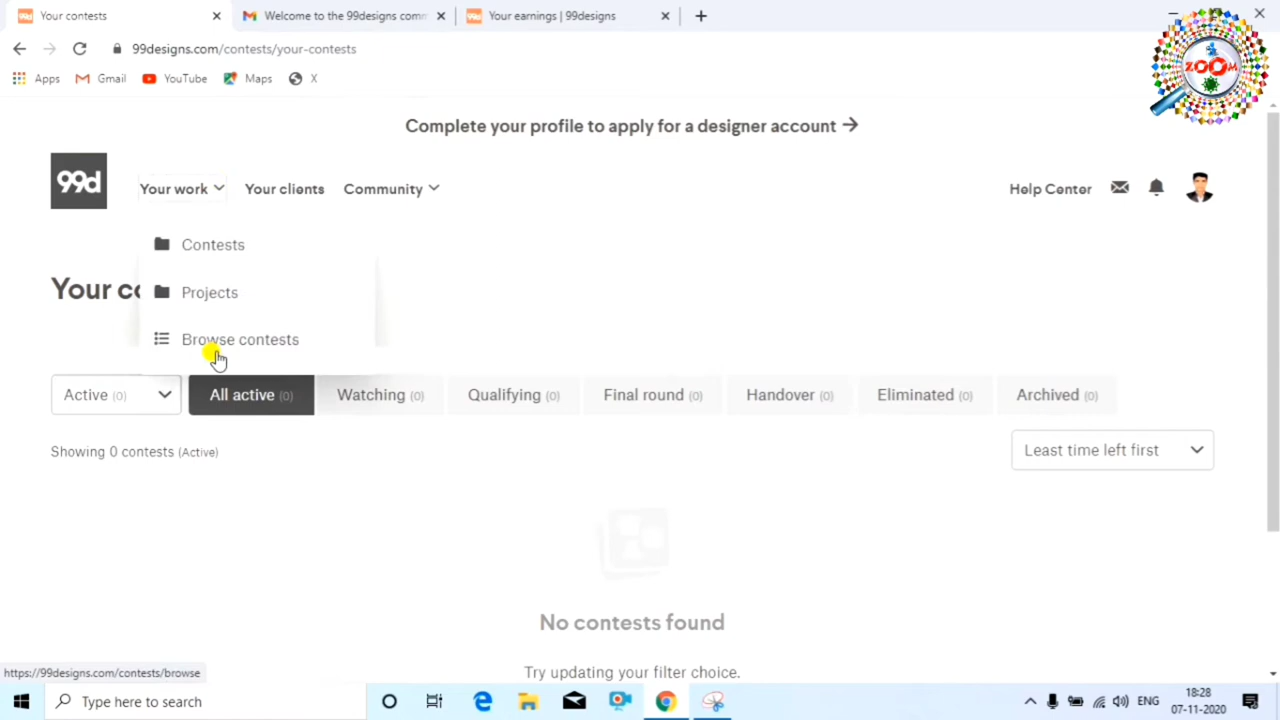 Your contests
Welcome to the 99designs comm
Your earnings | 99designs
99designs.com/contests/your-contests
Apps
Gmail
YouTube
Maps
X
ZOOM
Complete your profile to apply for a designer account →
99d
Your work
Your clients
Community
Help Center
Contests
Your co
Projects
Browse contests
Active (0)
All active (0)
Watching (0)
Qualifying (0)
Final round (0)
Handover (0)
Eliminated (0)
Archived (0)
Showing 0 contests (Active)
Least time left first
No contests found
Try updating your filter choice.
https://99designs.com/contests/browse
Type here to search
ENG
18:28
07-11-2020